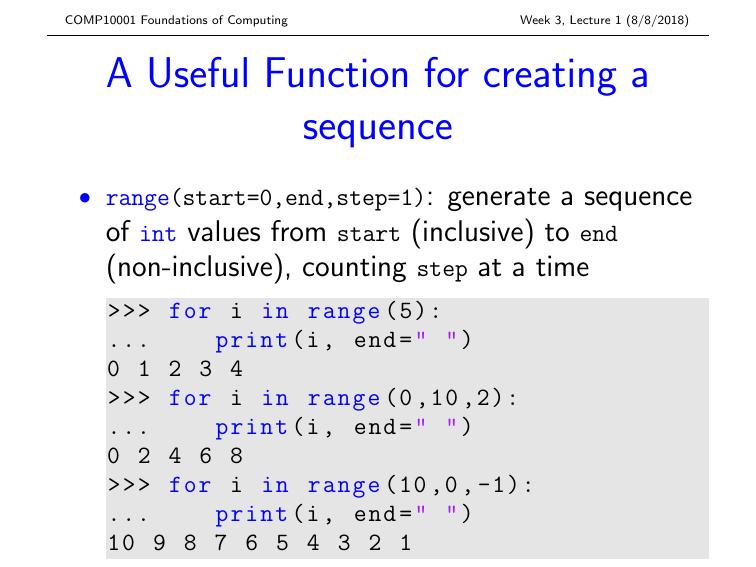 COMP10001 Foundations of Computing
Week 3, Lecture 1 (8/8/2018)
A Useful Function for creating a
sequence
• range(start=0,end,step=1): generate a sequence
of int values from start (inclusive) to end
(non-inclusive), counting step at a time
>>> for i in range(5):
...    print(i, end=" ")
0 1 2 3 4
>>> for i in range(0,10,2):
...    print(i, end=" ")
0 2 4 6 8
>>> for i in range(10,0,-1):
...    print(i, end=" ")
10 9 8 7 6 5 4 3 2 1